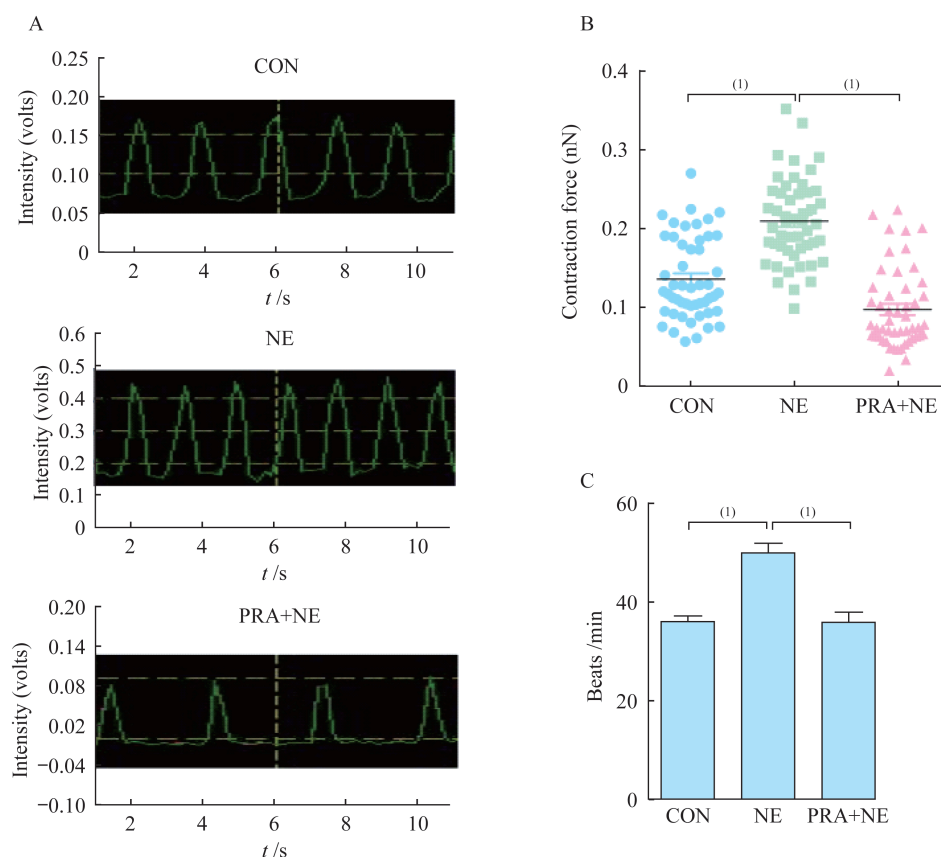 A
CON
Intensity (volts)
0.25
0.20
0.15
0.10
0.05
0
2 4 6 8 10
t /s
NE
Intensity (volts)
0.6
0.5
0.4
0.3
0.2
0.1
0
2 4 6 8 10
t /s
PRA+NE
Intensity (volts)
0.20
0.14
0.08
0.02
−0.04
−0.10
2 4 6 8 10
t /s
B
Contraction force (nN)
0.4
0.3
0.2
0.1
0
(1) (1)
CON NE PRA+NE
C
Beats /min
60
40
20
0
(1) (1)
CON NE PRA+NE